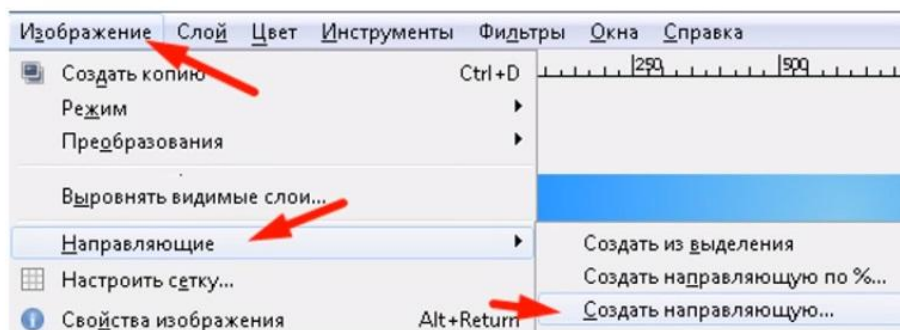 Изображение Слой Цвет Инструменты Фильтры Окна Справка
Создать копию Ctrl+D
250 500
Режим
Преобразования
Выровнять видимые слои...
Направляющие
Создать из выделения
Настроить сетку...
Создать направляющую по %...
Создать направляющую...
Свойства изображения Alt+Return